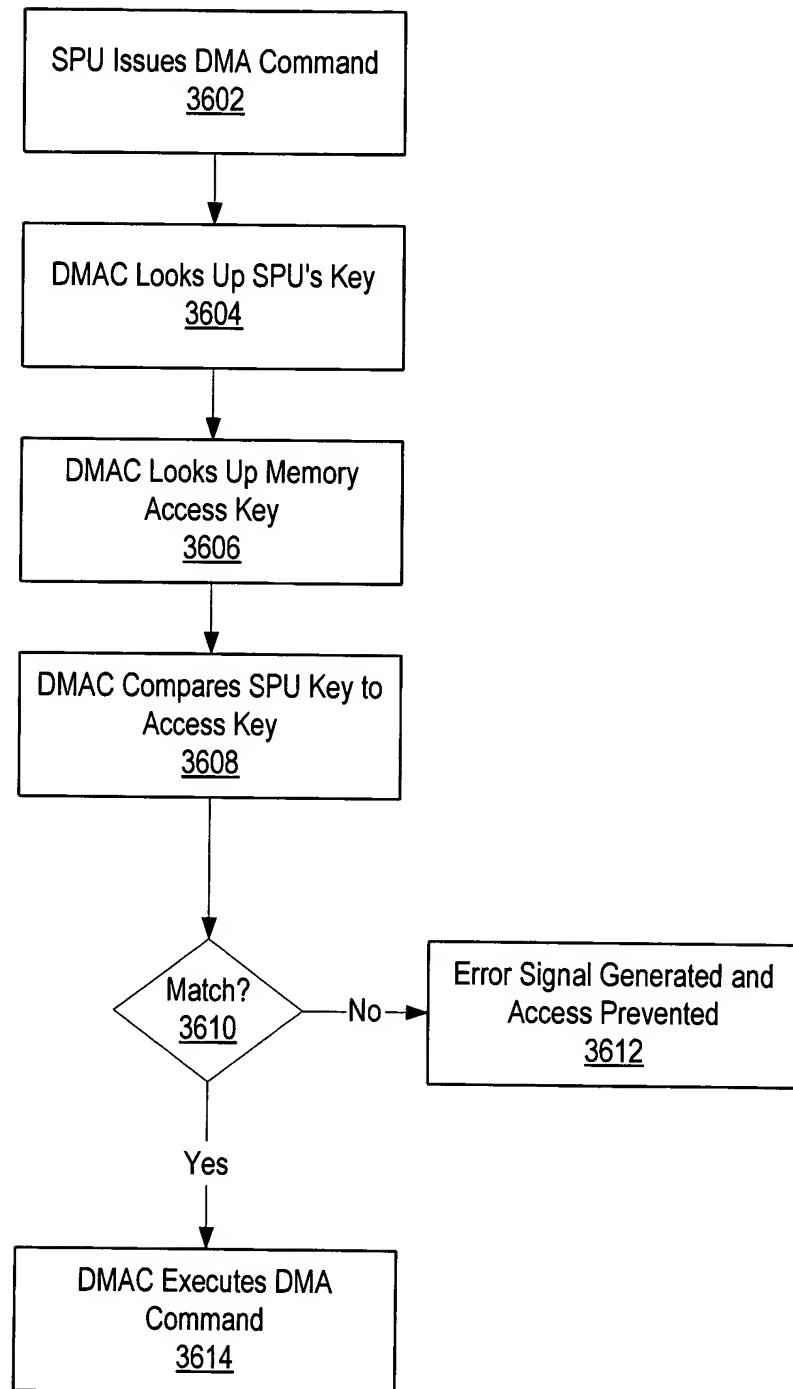 SPU Issues DMA Command
3602
DMAC Looks Up SPU's Key
3604
DMAC Looks Up Memory
Access Key
3606
DMAC Compares SPU Key to
Access Key
3608
Match?
3610
No
Error Signal Generated and
Access Prevented
3612
Yes
DMAC Executes DMA
Command
3614